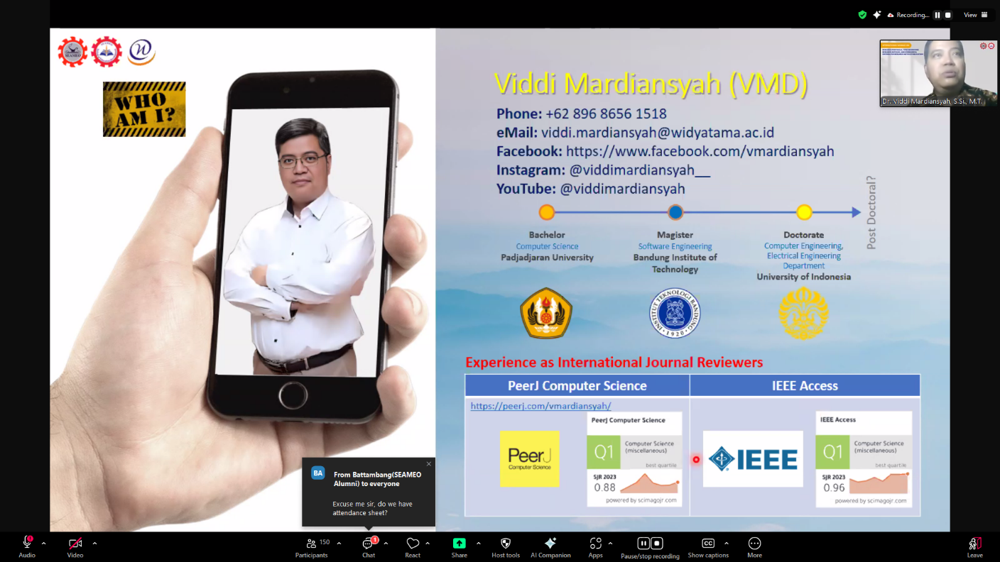 Recording...
View
WHO
AM I?
Viddi Mardiansyah (VMD)
Phone: +62 896 8656 1518
eMail: viddi.mardiansyah@widyatama.ac.id
Facebook: https://www.facebook.com/vmardiansyah
Instagram: @viddimardiansyah__
YouTube: @viddimardiansyah
Dr. Viddi Mardiansyah, S.Si., M.T.
Post Doctoral?
Bachelor
Computer Science
Padjadjaran University
Magister
Software Engineering
Bandung Institute of
Technology
Doctorate
Computer Engineering,
Electrical Engineering
Department
University of Indonesia
INSTITUT TEKNOLOGI BANDUNG
1920
Experience as International Journal Reviewers
PeerJ Computer Science
IEEE Access
https://peerj.com/vmardiansyah/
PeerJ
Computer Science
PeerJ Computer Science
Q1
Computer Science
(miscellaneous)
best quartile
SJR 2023
0.88
powered by scimagojr.com
IEEE
IEEE Access
Q1
Computer Science
(miscellaneous)
best quartile
SJR 2023
0.96
powered by scimagojr.com
BA
From Battambang(SEAMEO
Alumni) to everyone
Excuse me sir, do we have
attendance sheet?
Audio
Video
Participants
150
Chat
1
React
Share
Host tools
AI Companion
Apps
Pause/stop recording
CC
Show captions
More
Leave